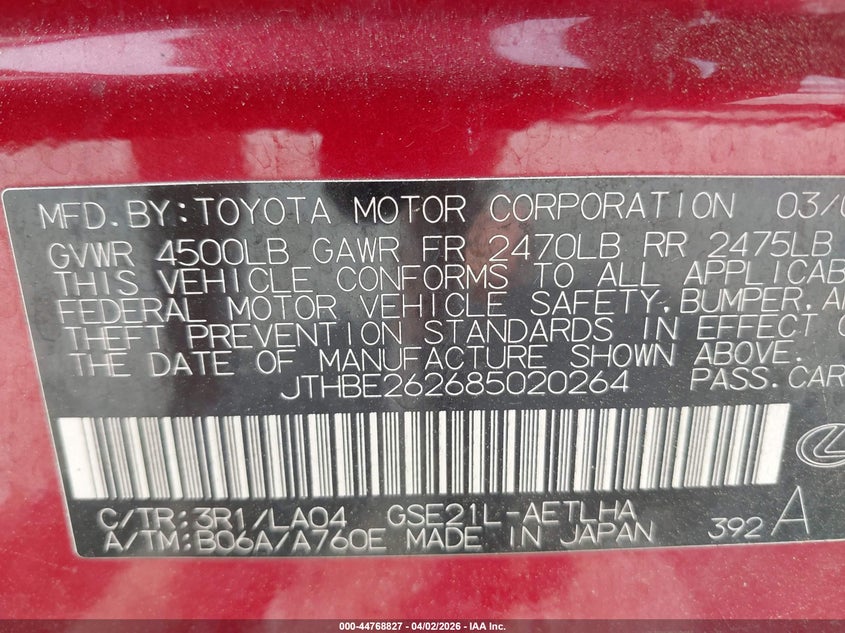 MFD. BY: TOYOTA MOTOR CORPORATION 03/
GVWR 4500LB GAWR FR 2470LB RR 2475LB
THIS VEHICLE CONFORMS TO ALL APPLICAB
FEDERAL MOTOR VEHICLE SAFETY, BUMPER, A
THEFT PREVENTION STANDARDS IN EFFECT
THE DATE OF MANUFACTURE SHOWN ABOVE.
JTHBE262685020264 PASS. CAR
C/TR: 3R1/LA04 GSE21L-AETLHA
A/TM: B06A/A760E MADE IN JAPAN 392 A
000-44768827 - 04/02/2026 - IAA Inc.